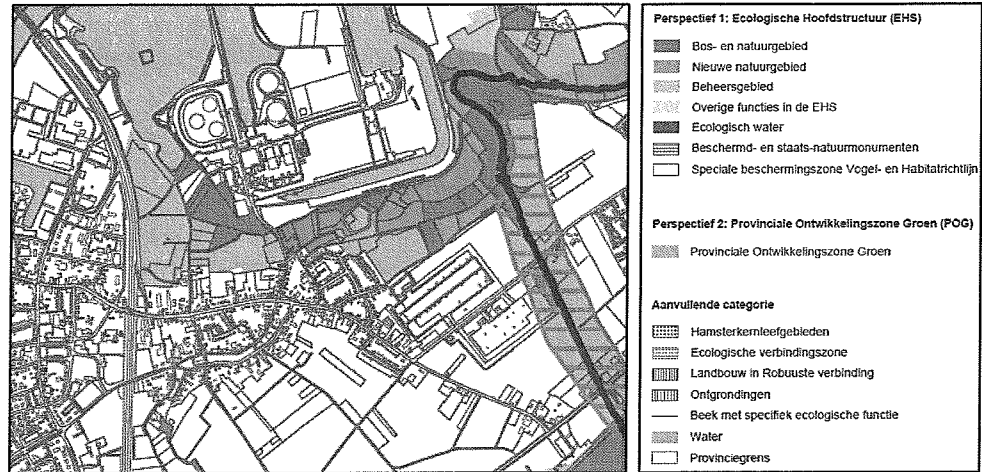 Perspectief 1: Ecologische Hoofdstructuur (EHS)
Bos- en natuurgebied
Nieuwe natuurgebied
Beheersgebied
Overige functies in de EHS
Ecologisch water
Beschermd- en staats-natuurmonumenten
Speciale beschermingszone Vogel- en Habitatrichtlijn
Perspectief 2: Provinciale Ontwikkelingszone Groen (POG)
Provinciale Ontwikkelingszone Groen
Aanvullende categorie
Hamsterkernleefgebieden
Ecologische verbindingszone
Landbouw in Robuuste verbinding
Ontgrondingen
Beek met specifiek ecologische functie
Water
Provinciegrens